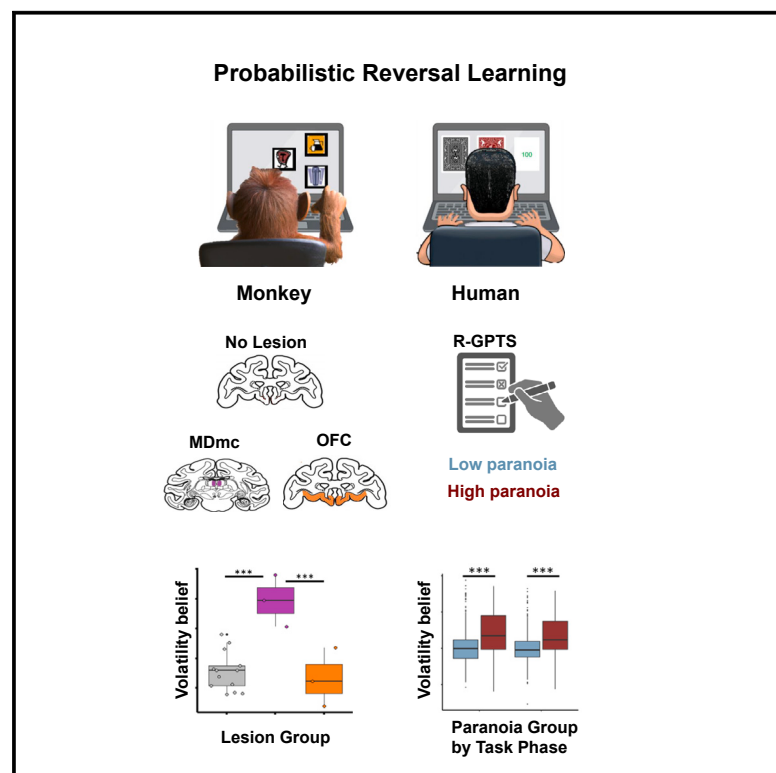 Probabilistic Reversal Learning
100
Monkey
Human
No Lesion
MDmc
OFC
R-GPTS
Low paranoia
High paranoia
***
***
Volatility belief
Lesion Group
***
***
Volatility belief
Paranoia Group
by Task Phase